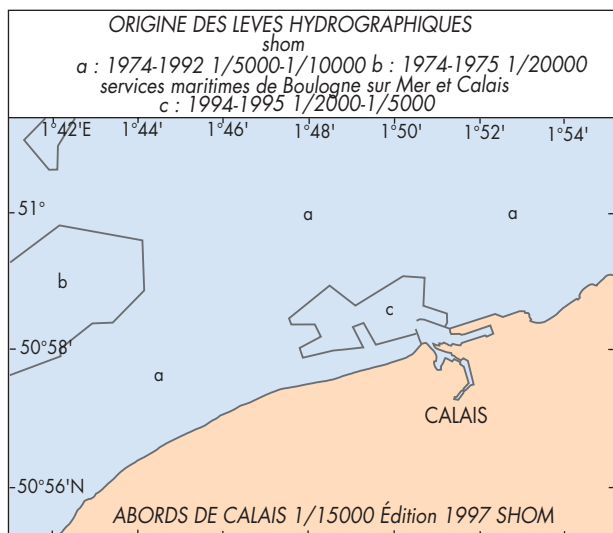 ORIGINE DES LEVES HYDROGRAPHIQUES
shom
a : 1974-1992 1/5000-1/10000 b : 1974-1975 1/20000
services maritimes de Boulogne sur Mer et Calais
c : 1994-1995 1/2000-1/5000
1°42'E 1°44' 1°46' 1°48' 1°50' 1°52' 1°54'
51° a a
b
c
50°58'
a
CALAIS
50°56'N
ABORDS DE CALAIS 1/15000 Édition 1997 SHOM